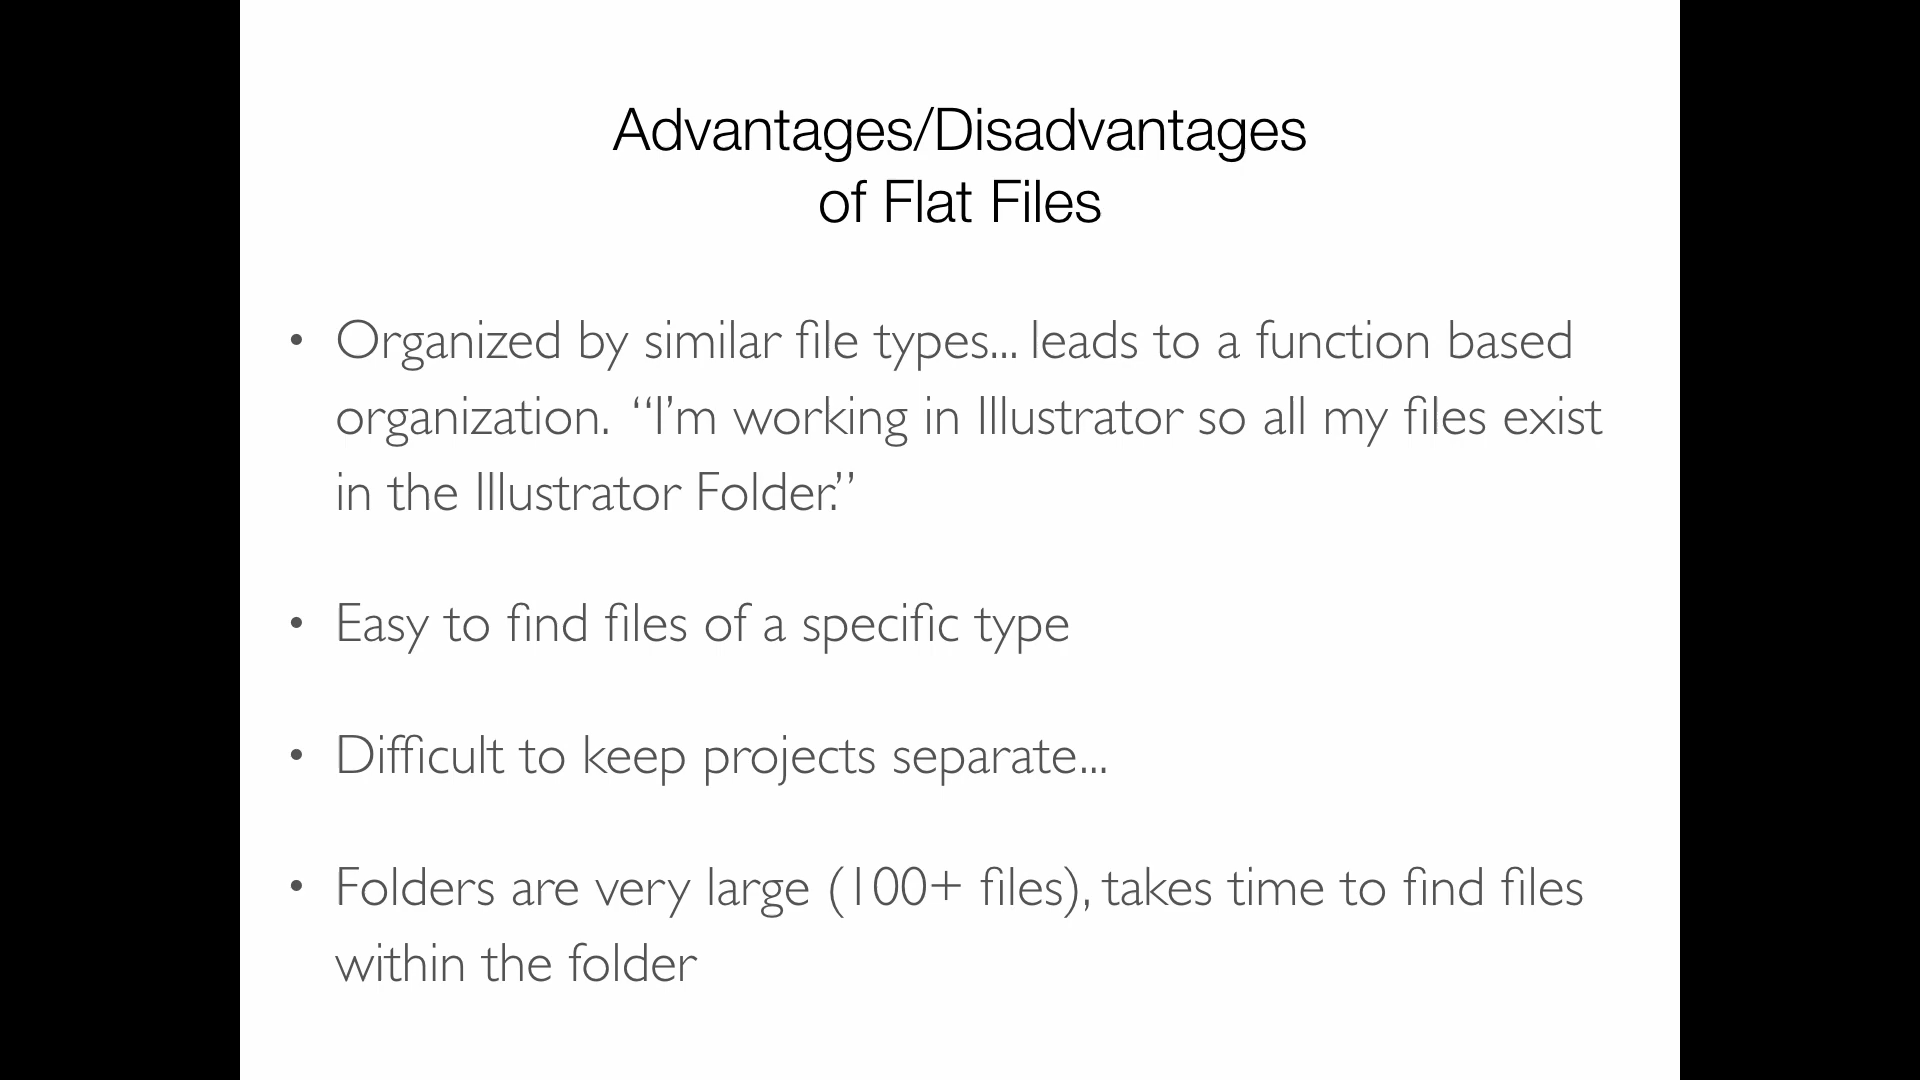 Advantages/Disadvantages
of Flat Files
• Organized by similar file types... leads to a function based
organization. “I’m working in Illustrator so all my files exist
in the Illustrator Folder.”
• Easy to find files of a specific type
• Difficult to keep projects separate...
• Folders are very large (100+ files), takes time to find files
within the folder